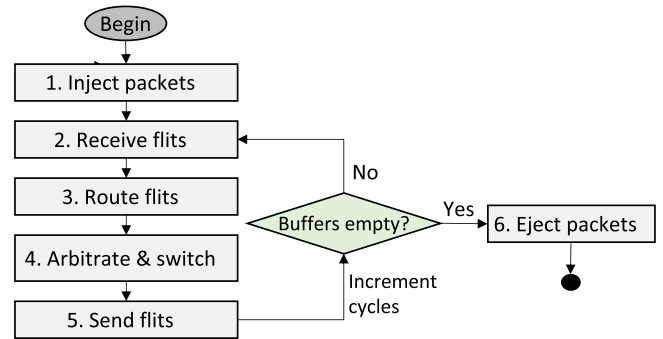 Begin
1. Inject packets
2. Receive flits
3. Route flits
4. Arbitrate & switch
5. Send flits
Increment
cycles
Buffers empty?
No
Yes
6. Eject packets